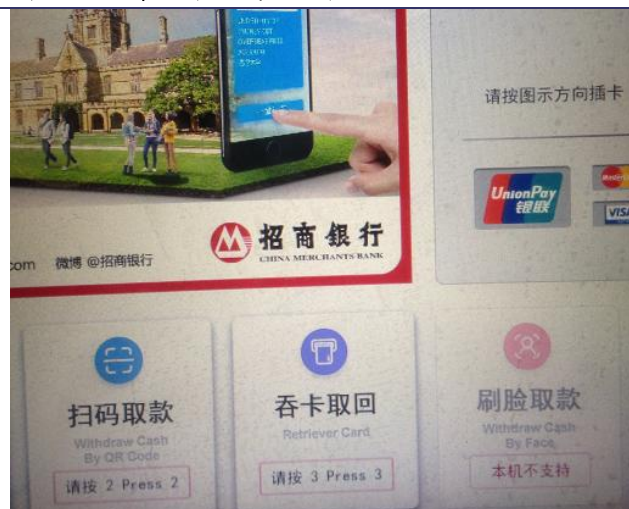 请按图示方向插卡
UnionPay
银联
VISA
招商银行
CHINA MERCHANTS BANK
com 微博 @招商银行
扫码取款
Withdraw Cash
By QR Code
请按 2 Press 2
吞卡取回
Retriever Card
请按 3 Press 3
刷脸取款
Withdraw Cash
By Face
本机不支持